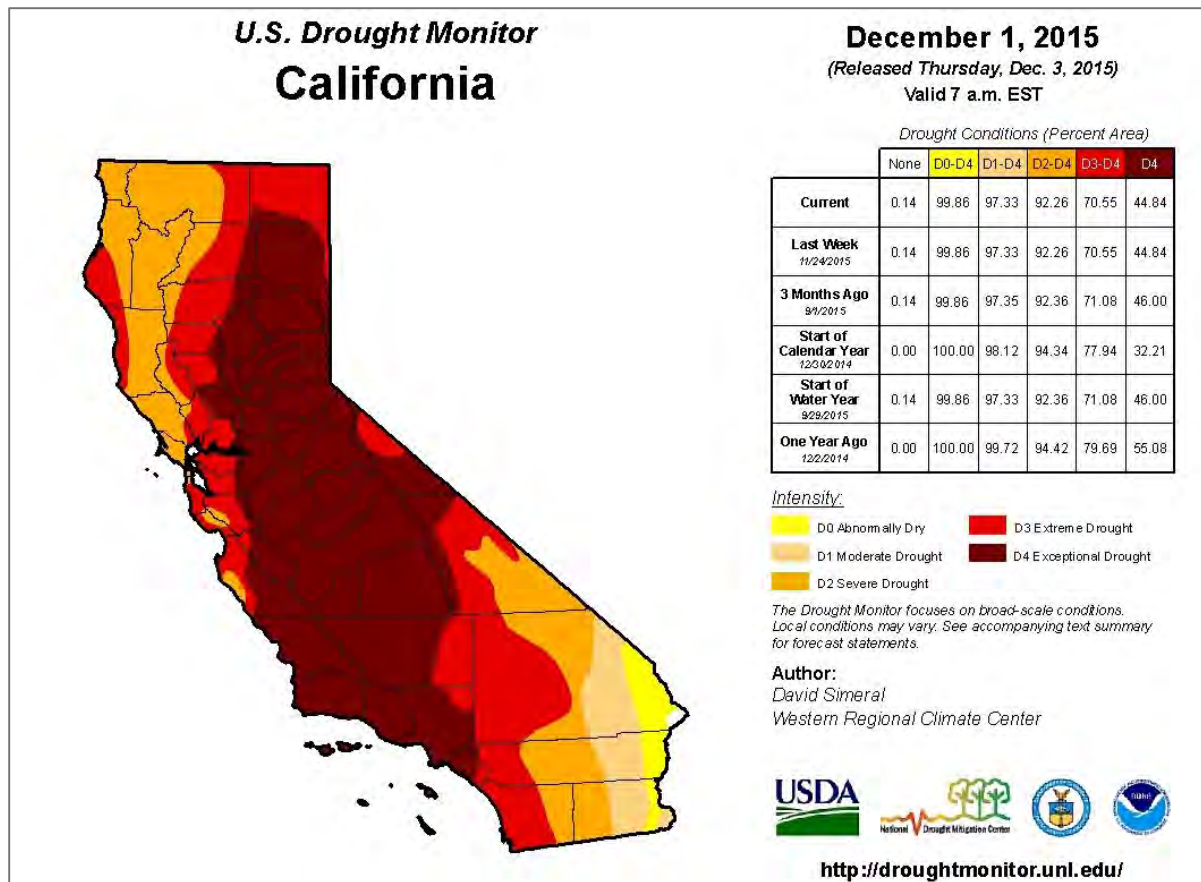 U.S. Drought Monitor
California
December 1, 2015
(Released Thursday, Dec. 3, 2015)
Valid 7 a.m. EST
Drought Conditions (Percent Area)
None D0-D4 D1-D4 D2-D4 D3-D4 D4
Current 0.14 99.86 97.33 92.26 70.55 44.84
Last Week
11/24/2015 0.14 99.86 97.33 92.26 70.55 44.84
3 Months Ago
9/1/2015 0.14 99.86 97.35 92.36 71.08 46.00
Start of
Calendar Year
12/30/2014 0.00 100.00 98.12 94.34 77.94 32.21
Start of
Water Year
9/29/2015 0.14 99.86 97.33 92.36 71.08 46.00
One Year Ago
12/2/2014 0.00 100.00 99.72 94.42 79.69 55.08
Intensity:
D0 Abnormally Dry
D1 Moderate Drought
D2 Severe Drought
D3 Extreme Drought
D4 Exceptional Drought
The Drought Monitor focuses on broad-scale conditions.
Local conditions may vary. See accompanying text summary
for forecast statements.
Author:
David Simeral
Western Regional Climate Center
USDA
National Drought Mitigation Center
http://droughtmonitor.unl.edu/